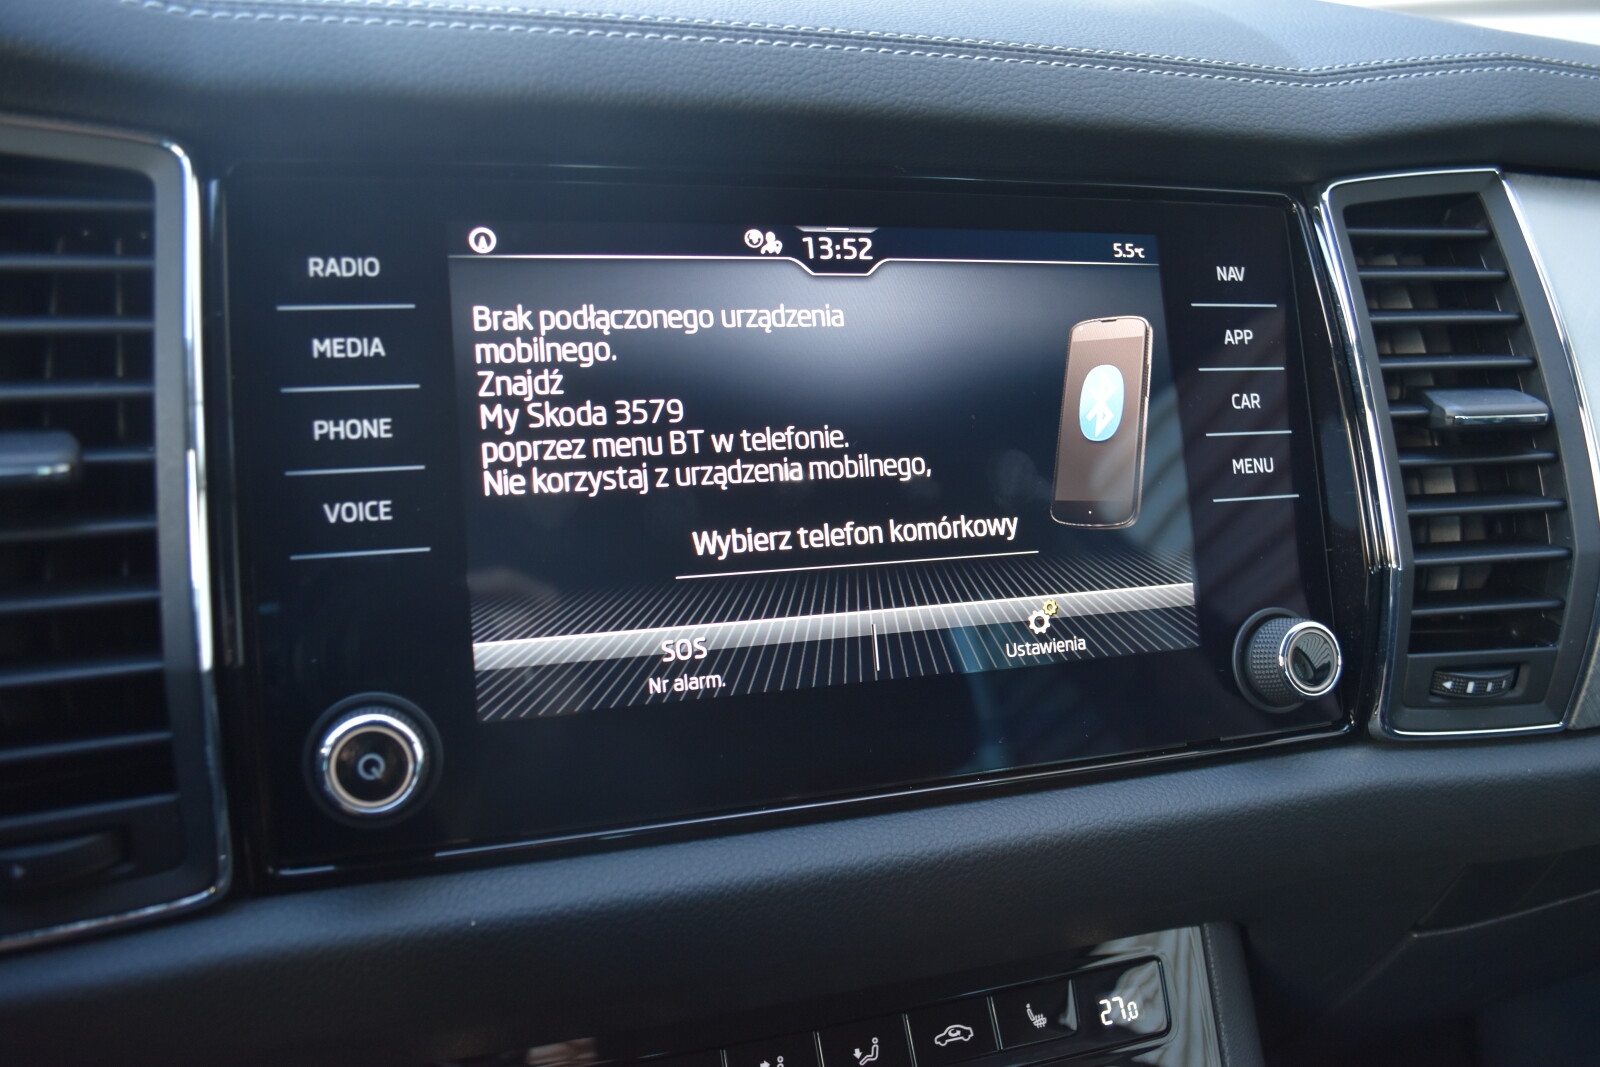 13:52
5.5°C
RADIO
MEDIA
PHONE
VOICE
Brak podłączonego urządzenia
mobilnego.
Znajdź
My Skoda 3579
poprzez menu BT w telefonie.
Nie korzystaj z urządzenia mobilnego,
Wybierz telefon komórkowy
SOS
Nr alarm.
Ustawienia
NAV
APP
CAR
MENU
27.0